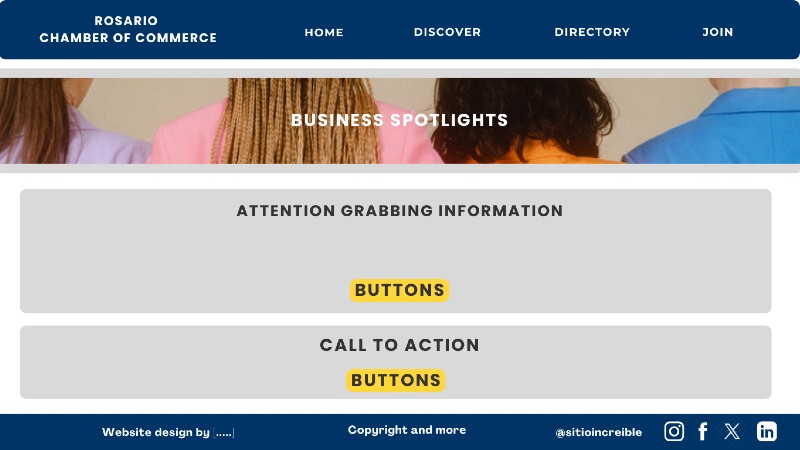 ROSARIO
CHAMBER OF COMMERCE
HOME
DISCOVER
DIRECTORY
JOIN
BUSINESS SPOTLIGHTS
ATTENTION GRABBING INFORMATION
BUTTONS
CALL TO ACTION
BUTTONS
Website design by [.....]
Copyright and more
@sitioincreible